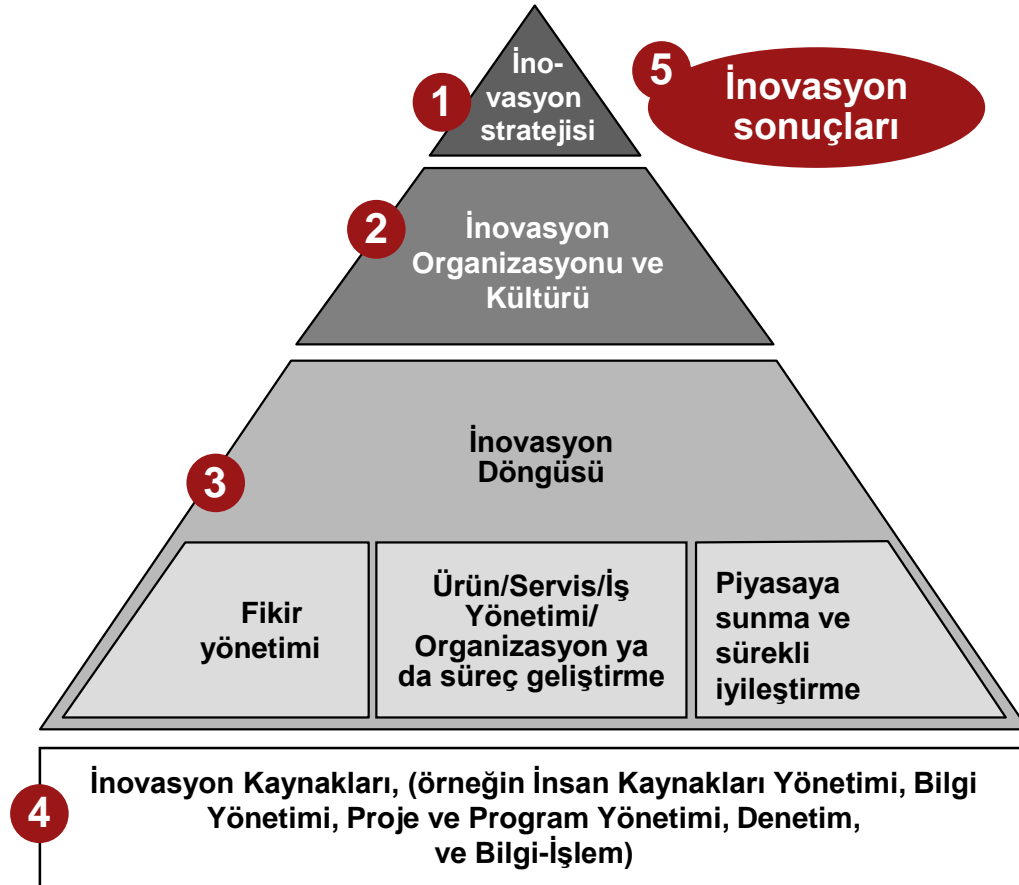 1
İno-
vasyon
stratejisi
5
İnovasyon
sonuçları
2
İnovasyon
Organizasyonu ve
Kültürü
3
İnovasyon
Döngüsü
Fikir
yönetimi
Ürün/Servis/İş
Yönetimi/
Organizasyon ya
da süreç geliştirme
Piyasaya
sunma ve
sürekli
iyileştirme
4
İnovasyon Kaynakları, (örneğin İnsan Kaynakları Yönetimi, Bilgi
Yönetimi, Proje ve Program Yönetimi, Denetim,
ve Bilgi-İşlem)